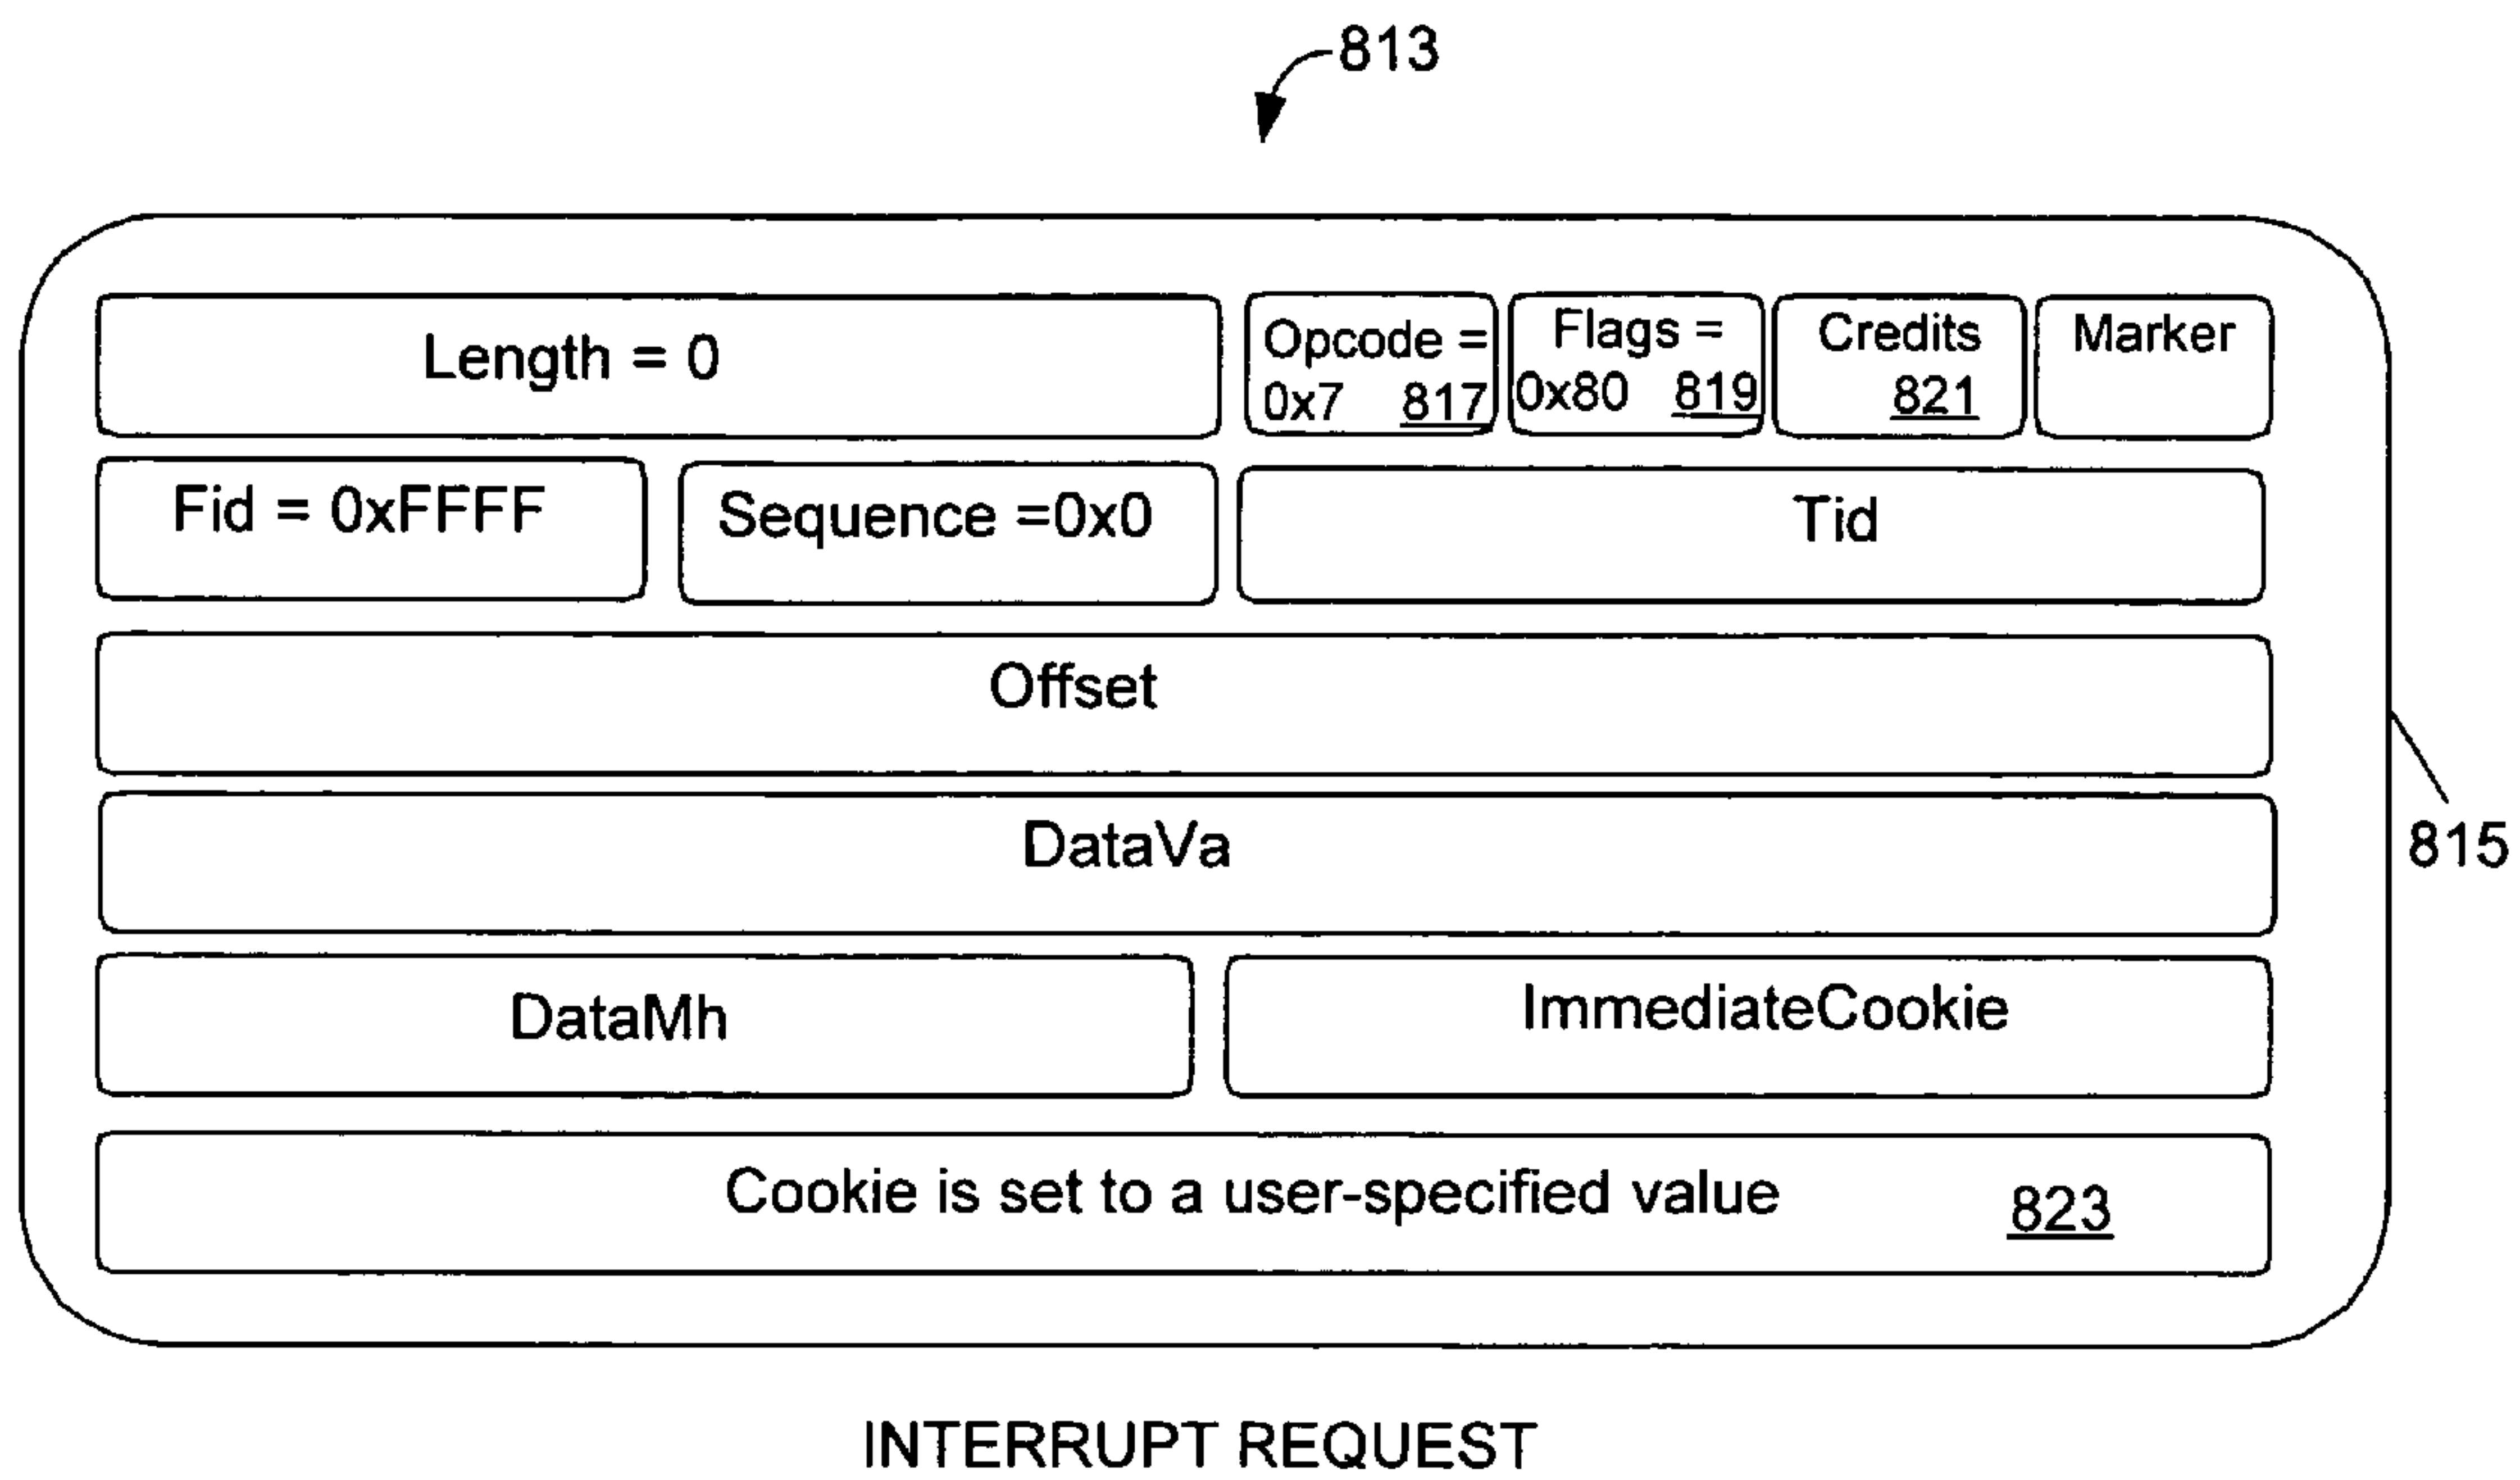 813
Length = 0
Opcode =
0x7 817
Flags =
0x80 819
Credits
821
Marker
Fid = 0xFFFF
Sequence =0x0
Tid
Offset
DataVa
815
DataMh
ImmediateCookie
Cookie is set to a user-specified value 823
INTERRUPT REQUEST